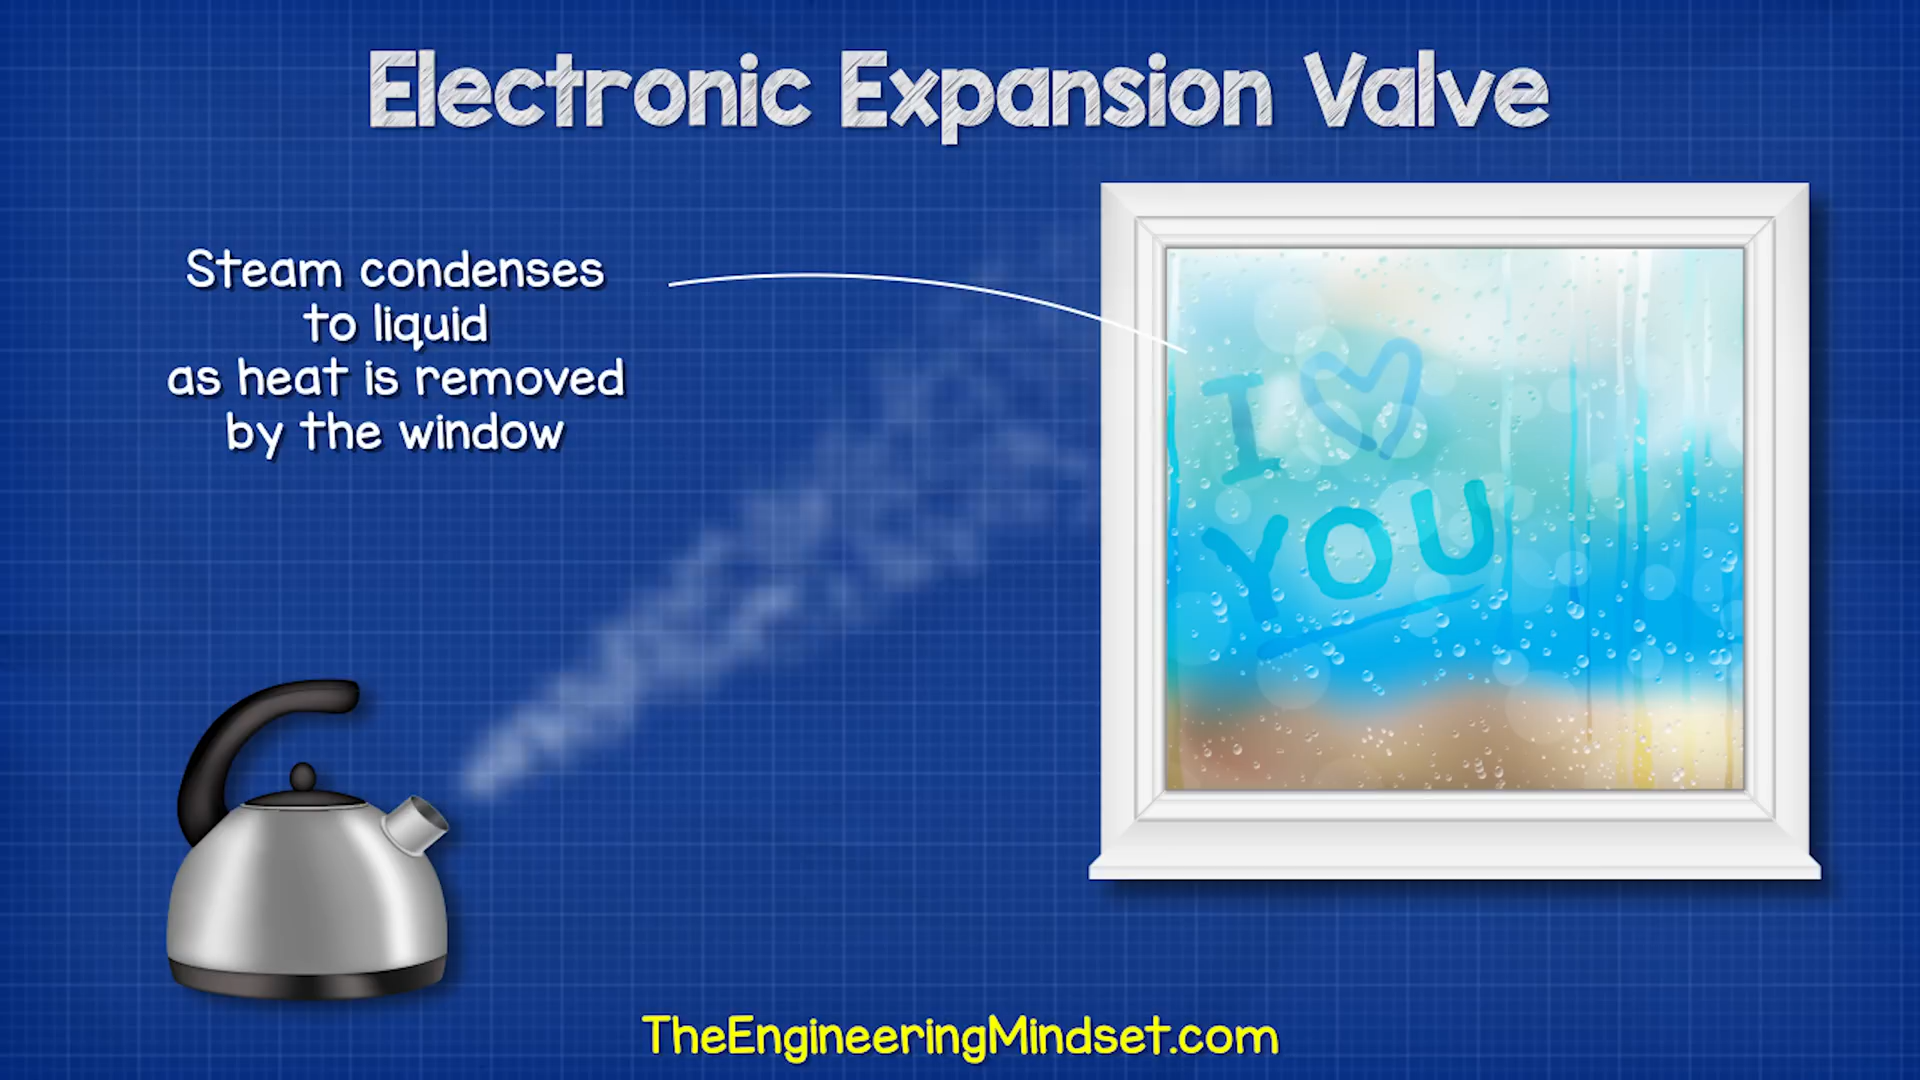 Electronic Expansion Valve
Steam condenses
to liquid
as heat is removed
by the window
I ♡
YOU
TheEngineeringMindset.com